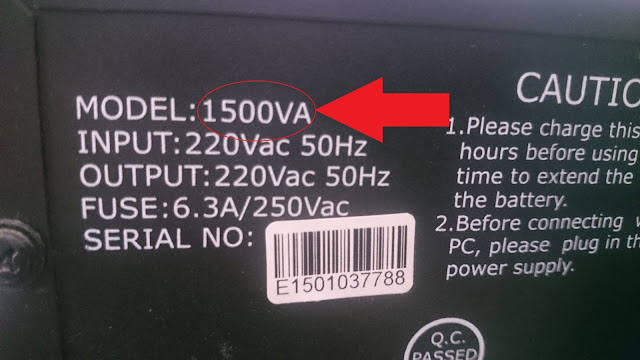 MODEL:1500VA
INPUT:220Vac 50Hz
OUTPUT:220Vac 50Hz
FUSE:6.3A/250Vac
SERIAL NO:
E1501037788
CAUTIO
1.Please charge this
hours before using
time to extend the
the battery.
2.Before connecting
PC, please plug in th
power supply.
Q.C.
PASSED